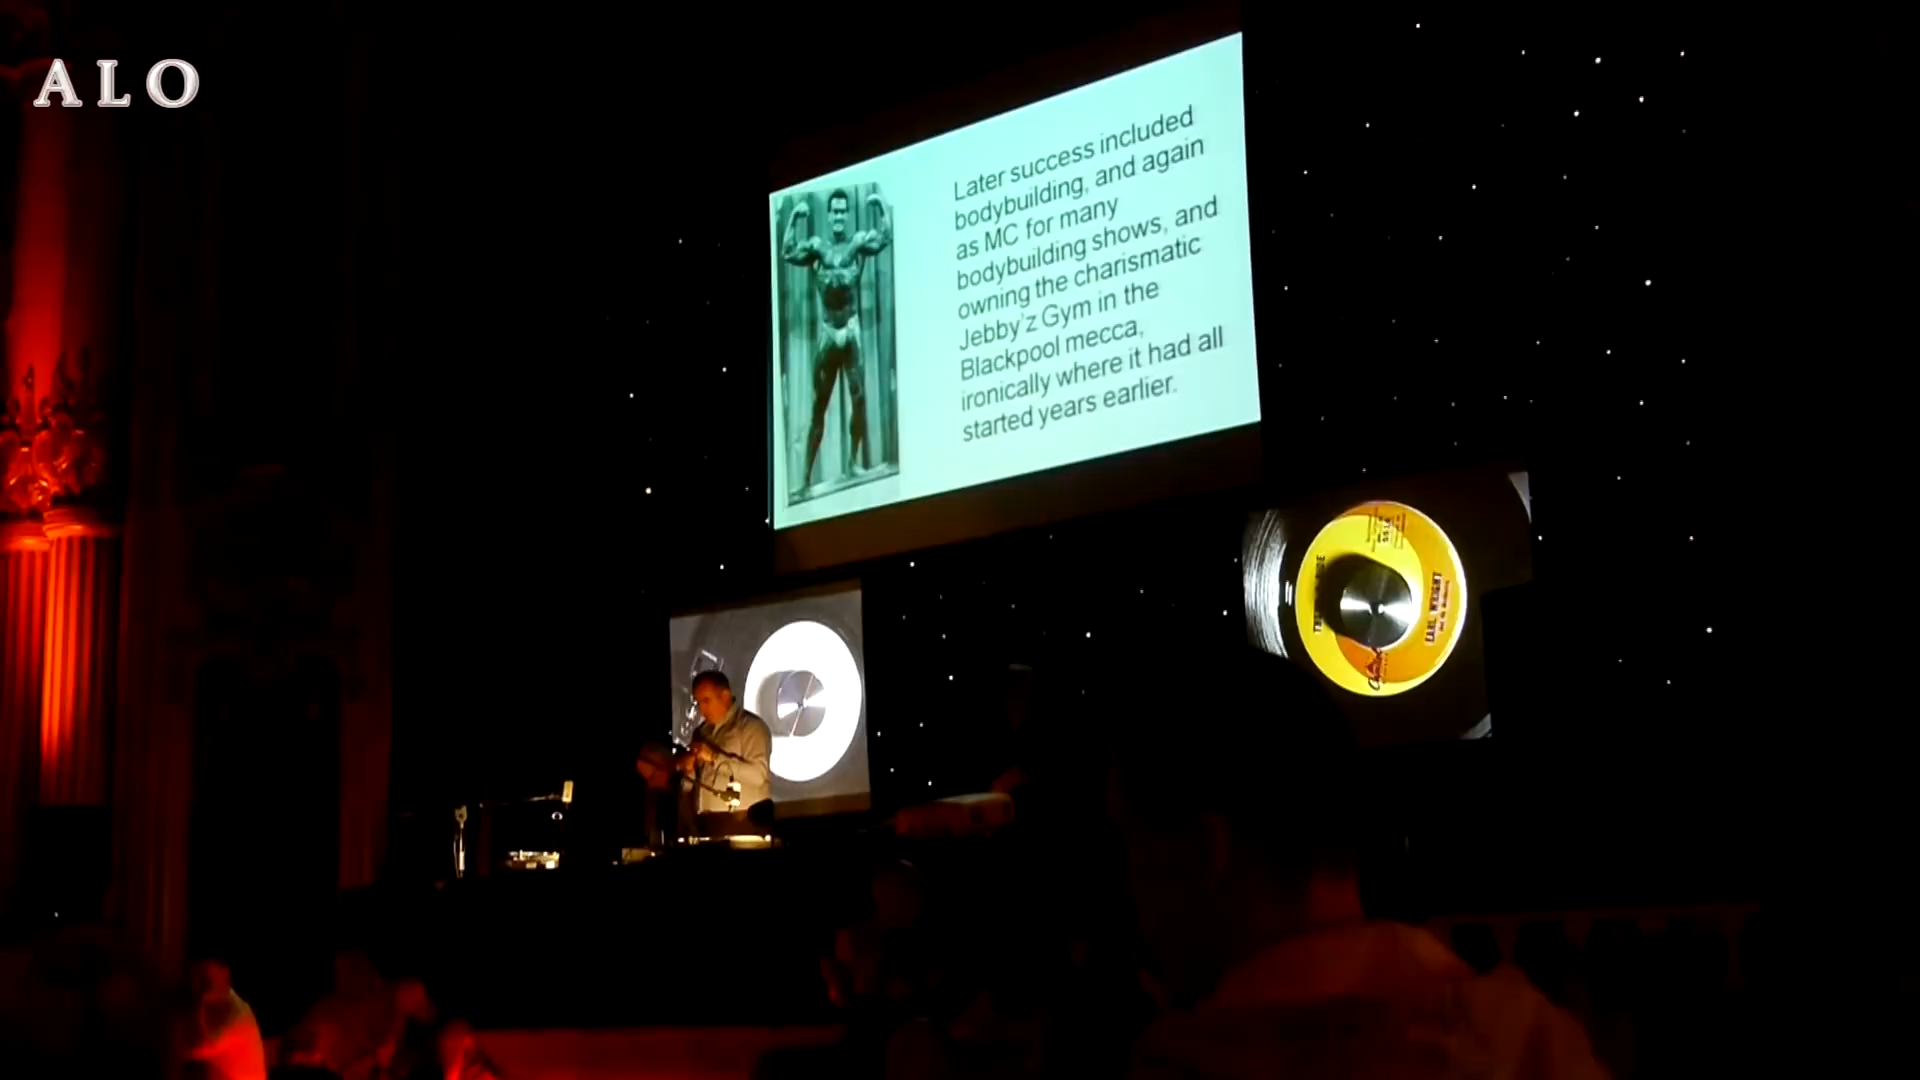 ALO
Later success included
bodybuilding, and again
as MC for many
bodybuilding shows, and
owning the charismatic
Jebby'z Gym in the
Blackpool mecca,
ironically where it had all
started years earlier.
EARL WRIGHT